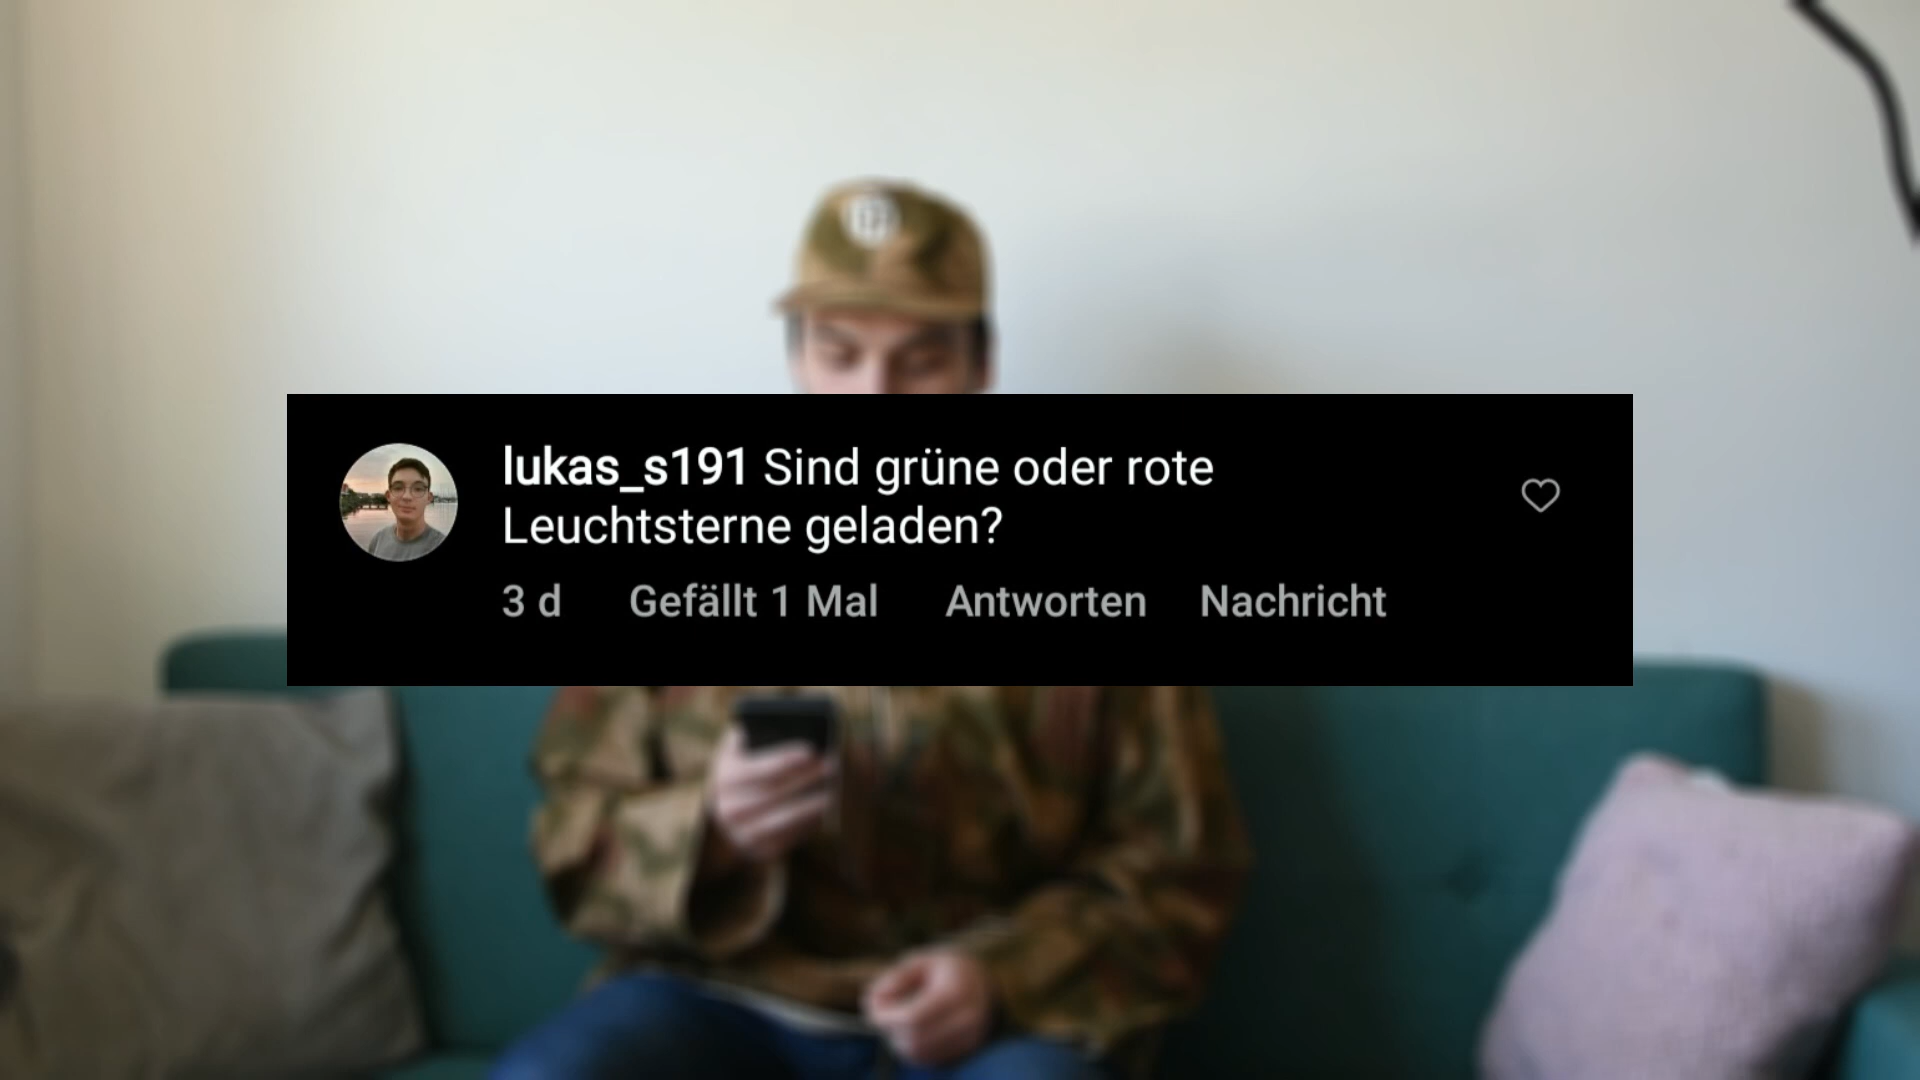 lukas_s191 Sind grüne oder rote
Leuchtsterne geladen?
3 d Gefällt 1 Mal Antworten Nachricht